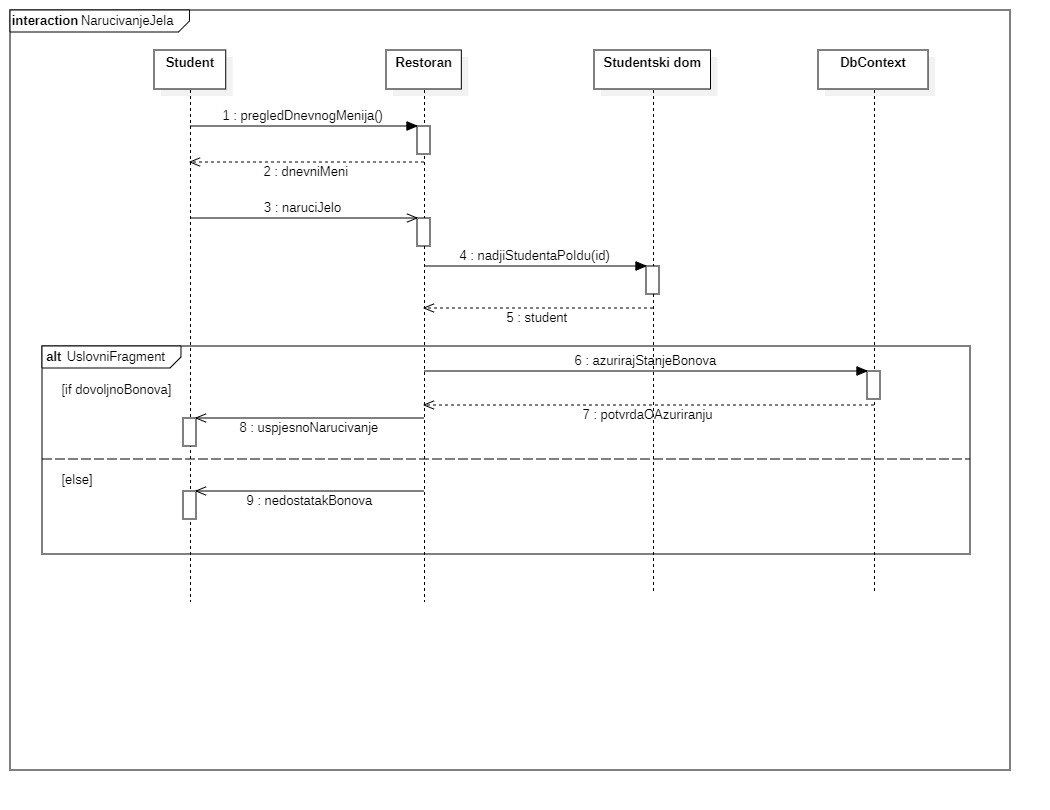 interaction NarucivanjeJela
Student
Restoran
Studentski dom
DbContext
1 : pregledDnevnogMenija()
2 : dnevniMeni
3 : naruciJelo
4 : nadjiStudentaPoIdu(id)
5 : student
alt UslovniFragment
6 : azurirajStanjeBonova
[if dovoljnoBonova]
7 : potvrdaOAzuriranju
8 : uspjesnoNarucivanje
[else]
9 : nedostatakBonova